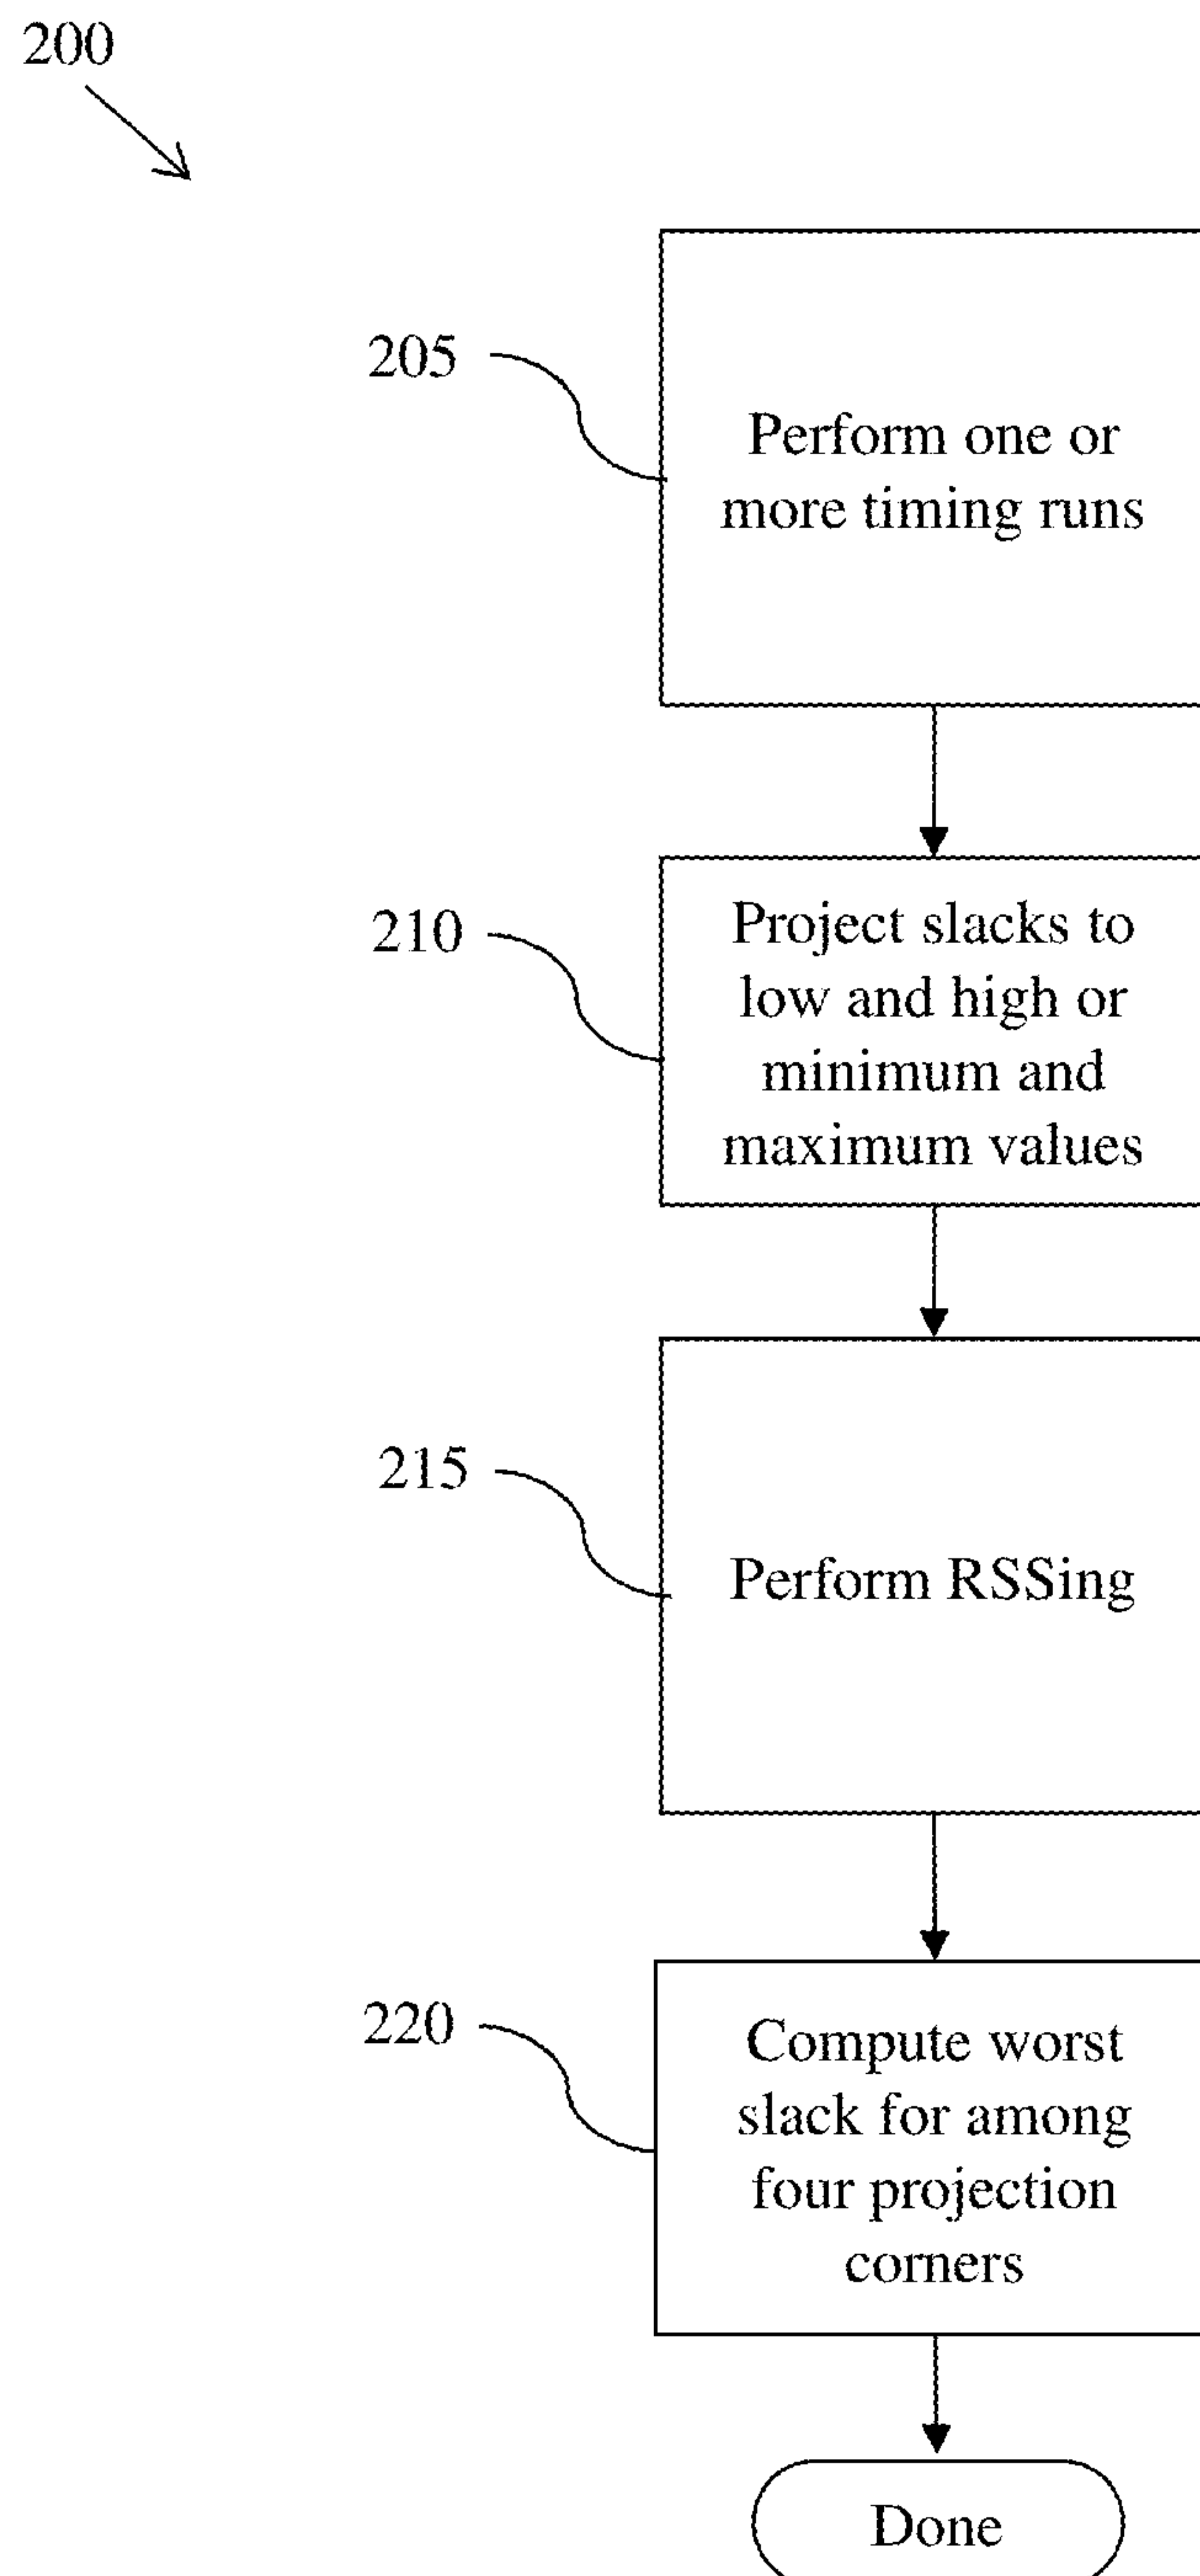 200
205
Perform one or
more timing runs
210
Project slacks to
low and high or
minimum and
maximum values
215
Perform RSSing
220
Compute worst
slack for among
four projection
corners
Done